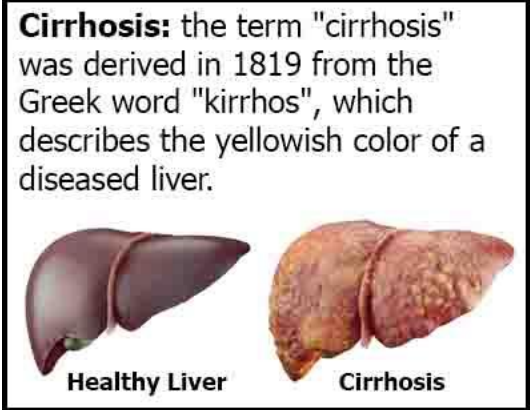 Cirrhosis: the term "cirrhosis"
was derived in 1819 from the
Greek word "kirrhos", which
describes the yellowish color of a
diseased liver.
Healthy Liver
Cirrhosis